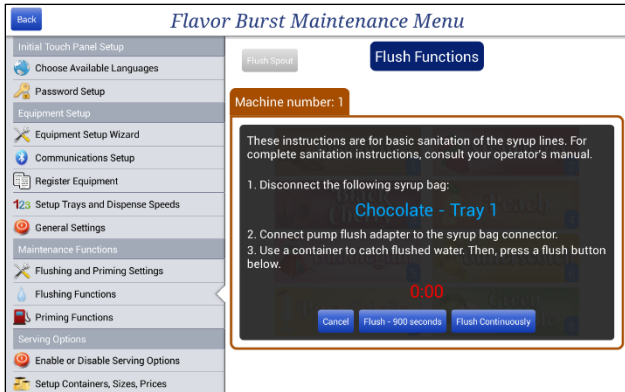 Back
Flavor Burst Maintenance Menu
Initial Touch Panel Setup
Choose Available Languages
Password Setup
Equipment Setup
Equipment Setup Wizard
Communications Setup
Register Equipment
123 Setup Trays and Dispense Speeds
General Settings
Maintenance Functions
Flushing and Priming Settings
Flushing Functions
Priming Functions
Serving Options
Enable or Disable Serving Options
Setup Containers, Sizes, Prices
Flush Spout
Flush Functions
Machine number: 1
These instructions are for basic sanitation of the syrup lines. For
complete sanitation instructions, consult your operator's manual.
1. Disconnect the following syrup bag:
Chocolate - Tray 1
2. Connect pump flush adapter to the syrup bag connector.
3. Use a container to catch flushed water. Then, press a flush button
below.
0:00
Cancel
Flush - 900 seconds
Flush Continuously